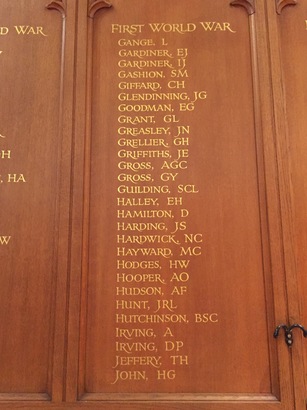 D WAR
H
, HA
W
FIRST WORLD WAR
GANGE, L
GARDINER, EJ
GARDINER, IJ
GASHION, SM
GIFFARD, CH
GLENDINNING, JG
GOODMAN, EG
GRANT, GL
GREASLEY, JN
GRELLIER, GH
GRIFFITHS, JE
GROSS, AGC
GROSS, GY
GUILDING, SCL
HALLEY, EH
HAMILTON, D
HARDING, JS
HARDWICK, NC
HAYWARD, MC
HODGES, HW
HOOPER, AO
HUDSON, AF
HUNT, JRL
HUTCHINSON, BSC
IRVING, A
IRVING, DP
JEFFERY, TH
JOHN, HG